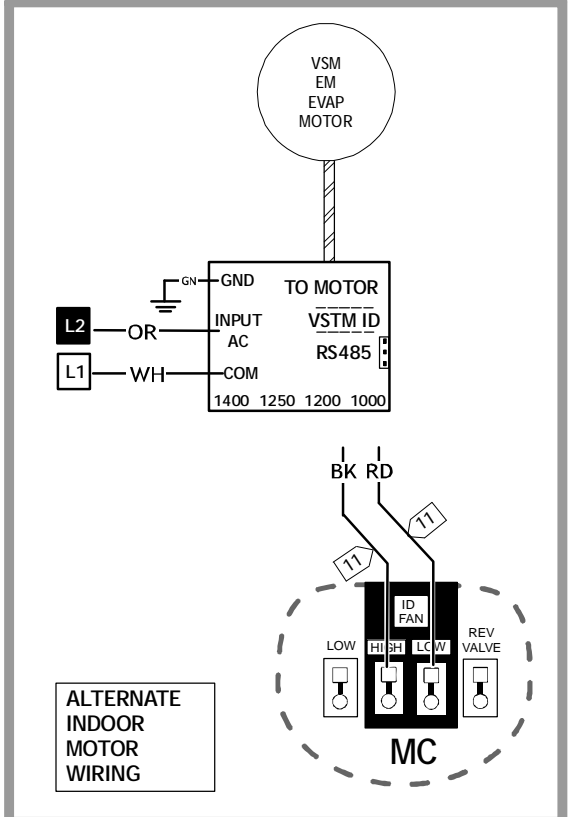 VSM
EM
EVAP
MOTOR
GN GND
TO MOTOR
L2 OR INPUT
AC
VSTM ID
RS485
L1 WH COM
1400 1250 1200 1000
BK RD
11
11
ID
FAN
LOW HIGH LOW REV
VALVE
MC
ALTERNATE
INDOOR
MOTOR
WIRING